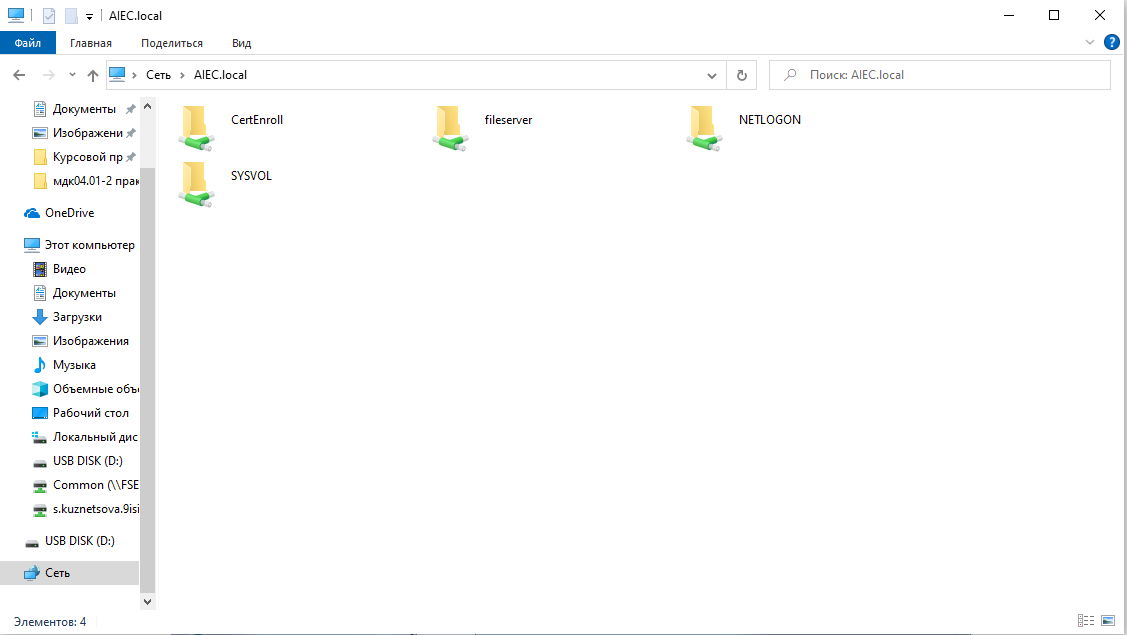 AIEC.local
Файл Главная Поделиться Вид
Сеть AIEC.local
Поиск: AIEC.local
Документы
Изображени
Курсовой пр
мдк04.01-2 прак
OneDrive
Этот компьютер
Видео
Документы
Загрузки
Изображения
Музыка
Объемные объ
Рабочий стол
Локальный дис
USB DISK (D:)
Common (\\FSE
s.kuznetsova.9isi
USB DISK (D:)
Сеть
CertEnroll
fileserver
NETLOGON
SYSVOL
Элементов: 4